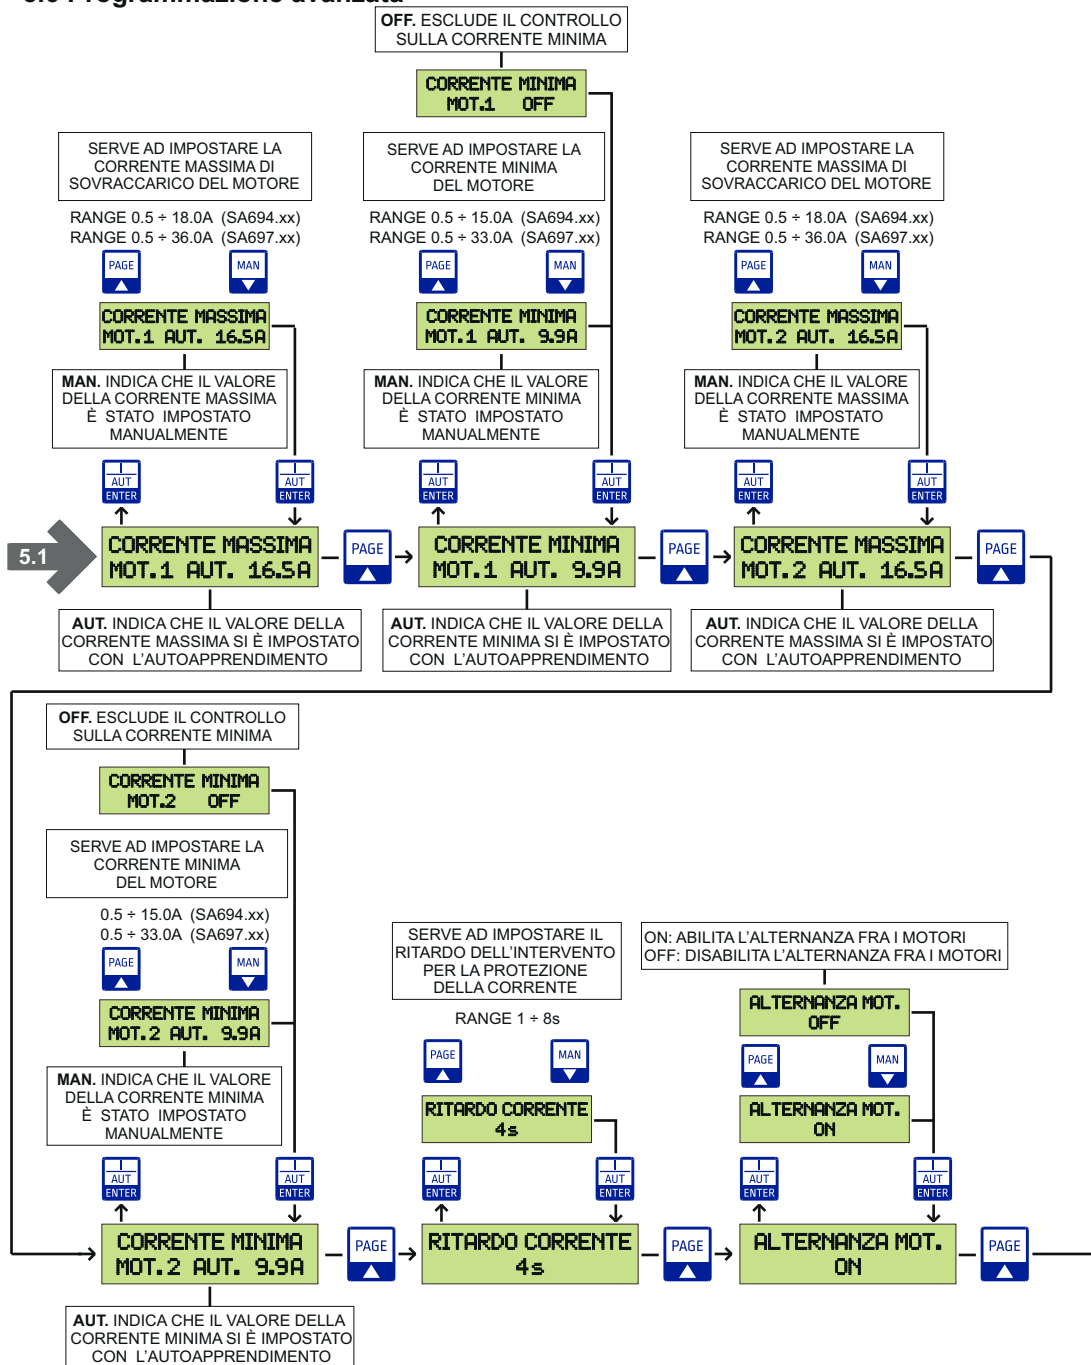 OFF. ESCLUDE IL CONTROLLO
SULLA CORRENTE MINIMA
CORRENTE MINIMA
MOT.1 OFF
SERVE AD IMPOSTARE LA
CORRENTE MASSIMA DI
SOVRACCARICO DEL MOTORE
SERVE AD IMPOSTARE LA
CORRENTE MINIMA
DEL MOTORE
SERVE AD IMPOSTARE LA
CORRENTE MASSIMA DI
SOVRACCARICO DEL MOTORE
RANGE 0.5 ÷ 18.0A (SA694.xx)
RANGE 0.5 ÷ 36.0A (SA697.xx)
RANGE 0.5 ÷ 15.0A (SA694.xx)
RANGE 0.5 ÷ 33.0A (SA697.xx)
RANGE 0.5 ÷ 18.0A (SA694.xx)
RANGE 0.5 ÷ 36.0A (SA697.xx)
PAGE
MAN
PAGE
MAN
PAGE
MAN
CORRENTE MASSIMA
MOT.1 AUT. 16.5A
CORRENTE MINIMA
MOT.1 AUT. 9.9A
CORRENTE MASSIMA
MOT.2 AUT. 16.5A
MAN. INDICA CHE IL VALORE
DELLA CORRENTE MASSIMA
È STATO IMPOSTATO
MANUALMENTE
MAN. INDICA CHE IL VALORE
DELLA CORRENTE MINIMA
È STATO IMPOSTATO
MANUALMENTE
MAN. INDICA CHE IL VALORE
DELLA CORRENTE MASSIMA
È STATO IMPOSTATO
MANUALMENTE
I
AUT
ENTER
I
AUT
ENTER
I
AUT
ENTER
I
AUT
ENTER
I
AUT
ENTER
I
AUT
ENTER
5.1
CORRENTE MASSIMA
MOT.1 AUT. 16.5A
PAGE
CORRENTE MINIMA
MOT.1 AUT. 9.9A
PAGE
CORRENTE MASSIMA
MOT.2 AUT. 16.5A
PAGE
AUT. INDICA CHE IL VALORE DELLA
CORRENTE MASSIMA SI È IMPOSTATO
CON L'AUTOAPPRENDIMENTO
AUT. INDICA CHE IL VALORE DELLA
CORRENTE MINIMA SI È IMPOSTATO
CON L'AUTOAPPRENDIMENTO
AUT. INDICA CHE IL VALORE DELLA
CORRENTE MASSIMA SI È IMPOSTATO
CON L'AUTOAPPRENDIMENTO
OFF. ESCLUDE IL CONTROLLO
SULLA CORRENTE MINIMA
CORRENTE MINIMA
MOT.2 OFF
SERVE AD IMPOSTARE LA
CORRENTE MINIMA
DEL MOTORE
0.5 ÷ 15.0A (SA694.xx)
0.5 ÷ 33.0A (SA697.xx)
PAGE
MAN
CORRENTE MINIMA
MOT.2 AUT. 9.9A
MAN. INDICA CHE IL VALORE
DELLA CORRENTE MINIMA
È STATO IMPOSTATO
MANUALMENTE
SERVE AD IMPOSTARE IL
RITARDO DELL'INTERVENTO
PER LA PROTEZIONE
DELLA CORRENTE
RANGE 1 ÷ 8s
PAGE
MAN
RITARDO CORRENTE
4s
ON: ABILITA L'ALTERNANZA FRA I MOTORI
OFF: DISABILITA L'ALTERNANZA FRA I MOTORI
ALTERNANZA MOT.
OFF
PAGE
MAN
ALTERNANZA MOT.
ON
I
AUT
ENTER
I
AUT
ENTER
I
AUT
ENTER
I
AUT
ENTER
I
AUT
ENTER
I
AUT
ENTER
CORRENTE MINIMA
MOT.2 AUT. 9.9A
PAGE
RITARDO CORRENTE
4s
PAGE
ALTERNANZA MOT.
ON
PAGE
AUT. INDICA CHE IL VALORE DELLA
CORRENTE MINIMA SI È IMPOSTATO
CON L'AUTOAPPRENDIMENTO